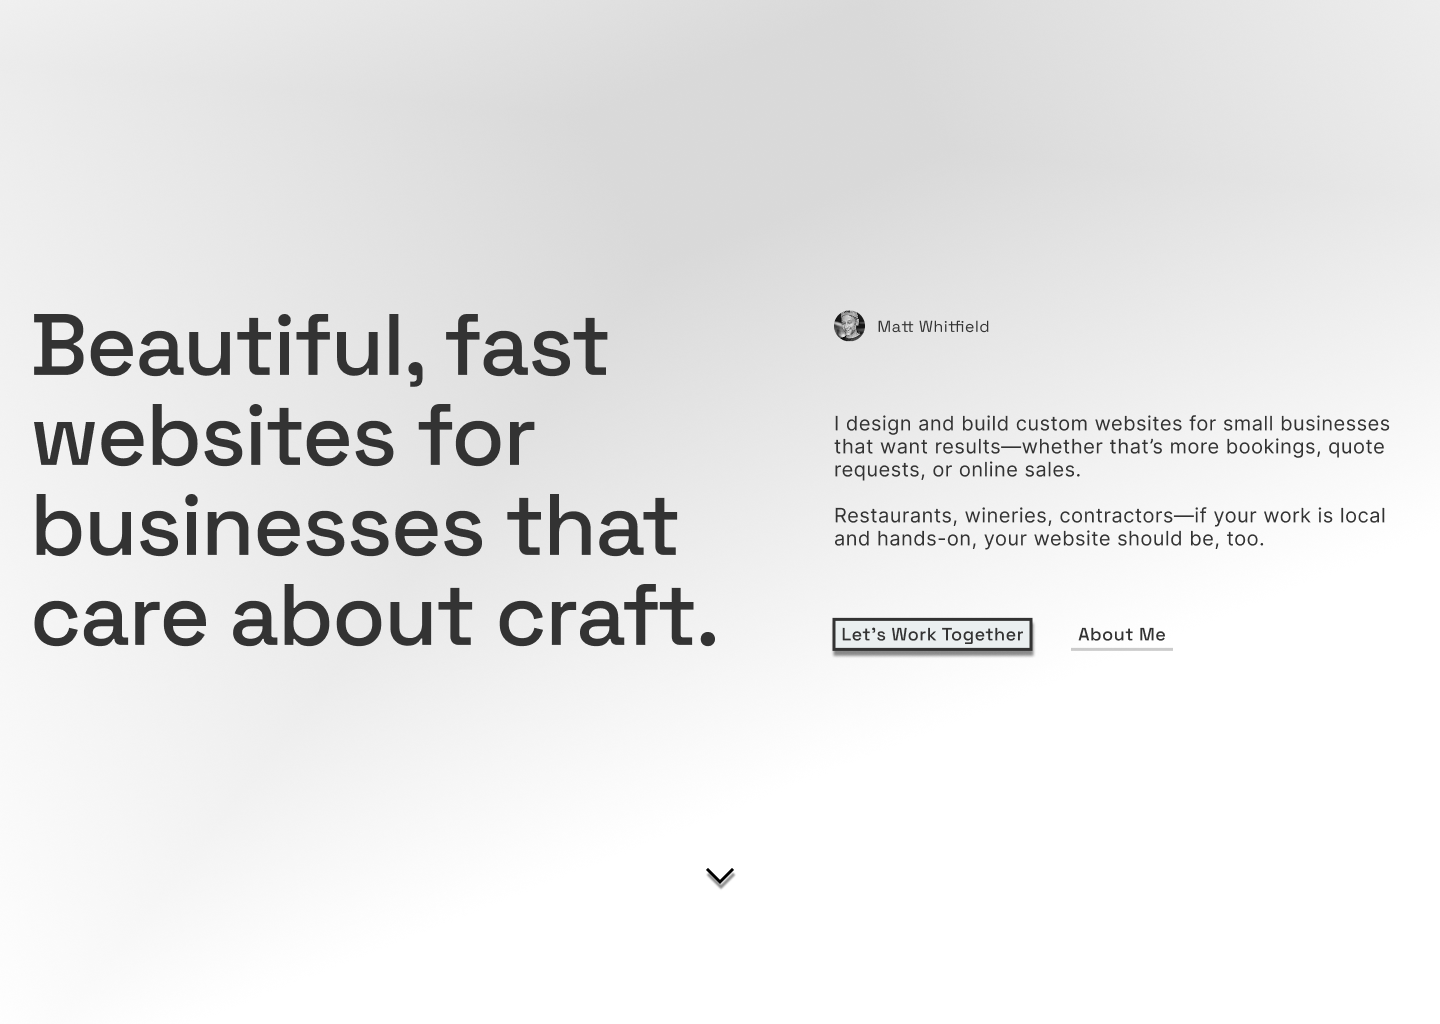 Beautiful, fast
websites for
businesses that
care about craft.
Matt Whitfield
I design and build custom websites for small businesses
that want results—whether that’s more bookings, quote
requests, or online sales.
Restaurants, wineries, contractors—if your work is local
and hands-on, your website should be, too.
Let’s Work Together
About Me